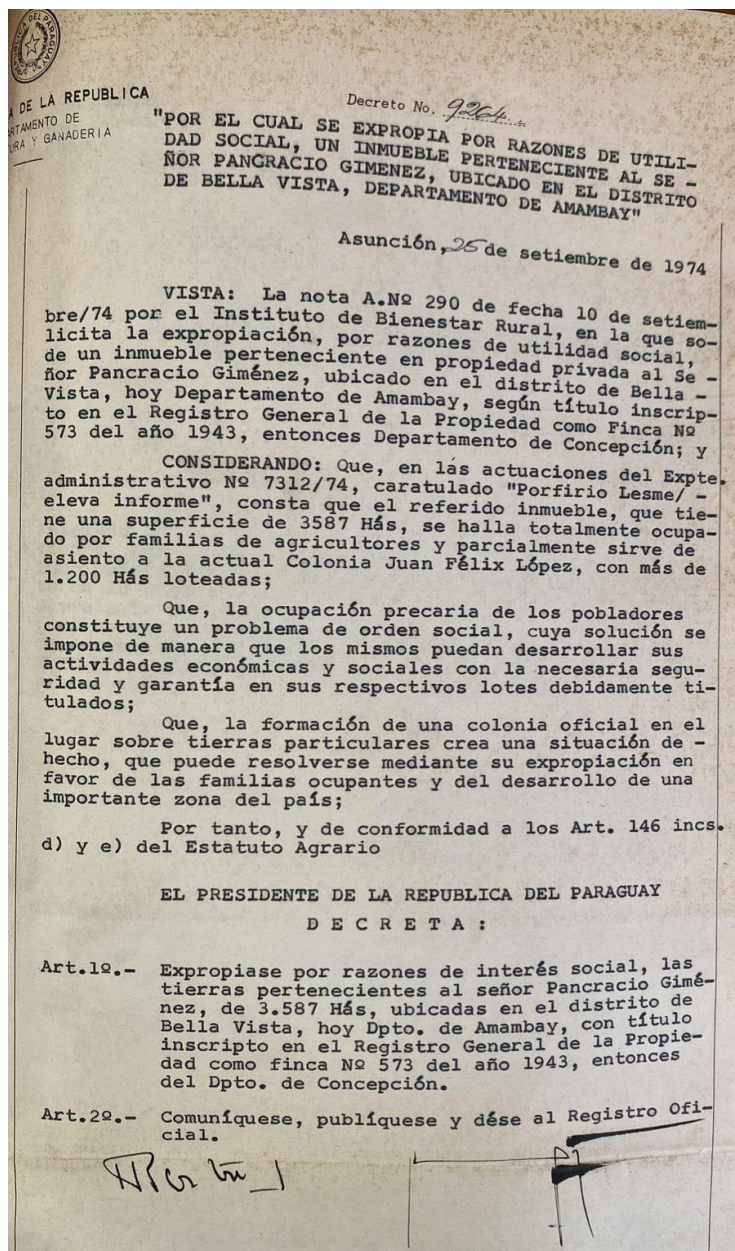 REPUBLICA DEL PARAGUAY
A DE LA REPUBLICA
ARTAMENTO DE
URA Y GANADERIA
Decreto No. 9264.
"POR EL CUAL SE EXPROPIA POR RAZONES DE UTILI-
DAD SOCIAL, UN INMUEBLE PERTENECIENTE AL SE -
ÑOR PANCRACIO GIMENEZ, UBICADO EN EL DISTRITO
DE BELLA VISTA, DEPARTAMENTO DE AMAMBAY"
Asunción, 25 de setiembre de 1974
VISTA: La nota A.Nº 290 de fecha 10 de setiem-
bre/74 por el Instituto de Bienestar Rural, en la que so-
licita la expropiación, por razones de utilidad social,
de un inmueble perteneciente en propiedad privada al Se -
ñor Pancracio Giménez, ubicado en el distrito de Bella -
Vista, hoy Departamento de Amambay, según título inscrip-
to en el Registro General de la Propiedad como Finca Nº
573 del año 1943, entonces Departamento de Concepción; y
CONSIDERANDO: Que, en las actuaciones del Expte.
administrativo Nº 7312/74, caratulado "Porfirio Lesme/ -
eleva informe", consta que el referido inmueble, que tie-
ne una superficie de 3587 Hás, se halla totalmente ocupa-
do por familias de agricultores y parcialmente sirve de
asiento a la actual Colonia Juan Félix López, con más de
1.200 Hás loteadas;
Que, la ocupación precaria de los pobladores
constituye un problema de orden social, cuya solución se
impone de manera que los mismos puedan desarrollar sus
actividades económicas y sociales con la necesaria segu-
ridad y garantía en sus respectivos lotes debidamente ti-
tulados;
Que, la formación de una colonia oficial en el
lugar sobre tierras particulares crea una situación de -
hecho, que puede resolverse mediante su expropiación en
favor de las familias ocupantes y del desarrollo de una
importante zona del país;
Por tanto, y de conformidad a los Art. 146 incs.
d) y e) del Estatuto Agrario
EL PRESIDENTE DE LA REPUBLICA DEL PARAGUAY
D E C R E T A :
Art.1º.- Expropiase por razones de interés social, las
tierras pertenecientes al señor Pancracio Gimé-
nez, de 3.587 Hás, ubicadas en el distrito de
Bella Vista, hoy Dpto. de Amambay, con título
inscripto en el Registro General de la Propie-
dad como finca Nº 573 del año 1943, entonces
del Dpto. de Concepción.
Art.2º.- Comuníquese, publíquese y dése al Registro Ofi-
cial.